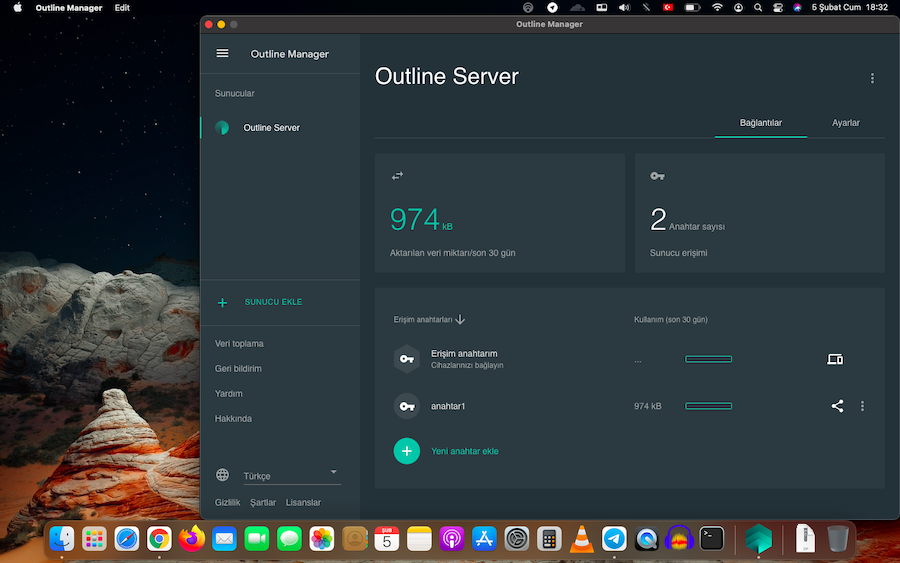 Outline Manager Edit
5 Şubat Cum 18:32
Outline Manager
Outline Manager
Sunucular
Outline Server
SUNUCU EKLE
Veri toplama
Geri bildirim
Yardım
Hakkında
Türkçe
Gizlilik Şartlar Lisanslar
Outline Server
Bağlantılar Ayarlar
974 kB
Aktarılan veri miktarı/son 30 gün
2 Anahtar sayısı
Sunucu erişimi
Erişim anahtarları Kullanım (son 30 gün)
Erişim anahtarım ...
Cihazlarınızı bağlayın
anahtar1 974 kB
Yeni anahtar ekle
ŞUB
5